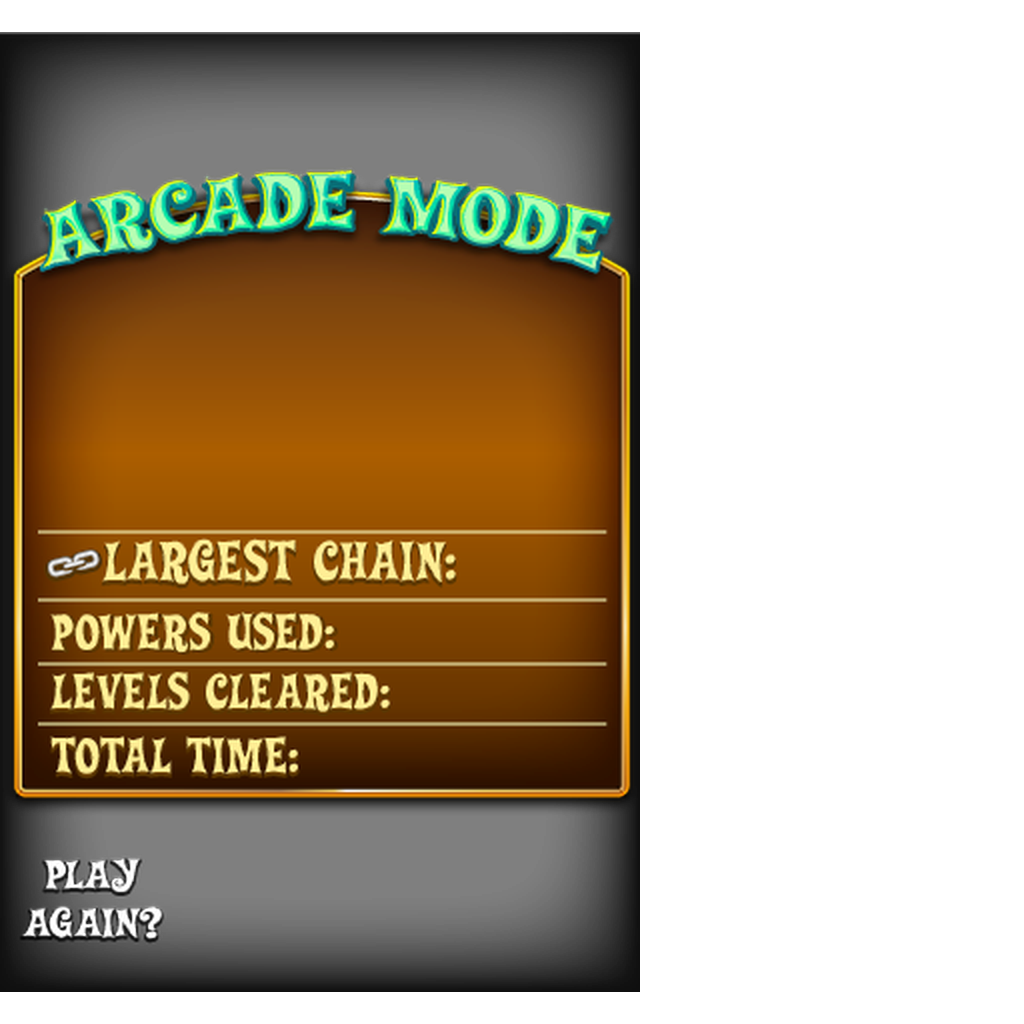 ARCADE MODE
LARGEST CHAIN:
POWERS USED:
LEVELS CLEARED:
TOTAL TIME:
PLAY
AGAIN?